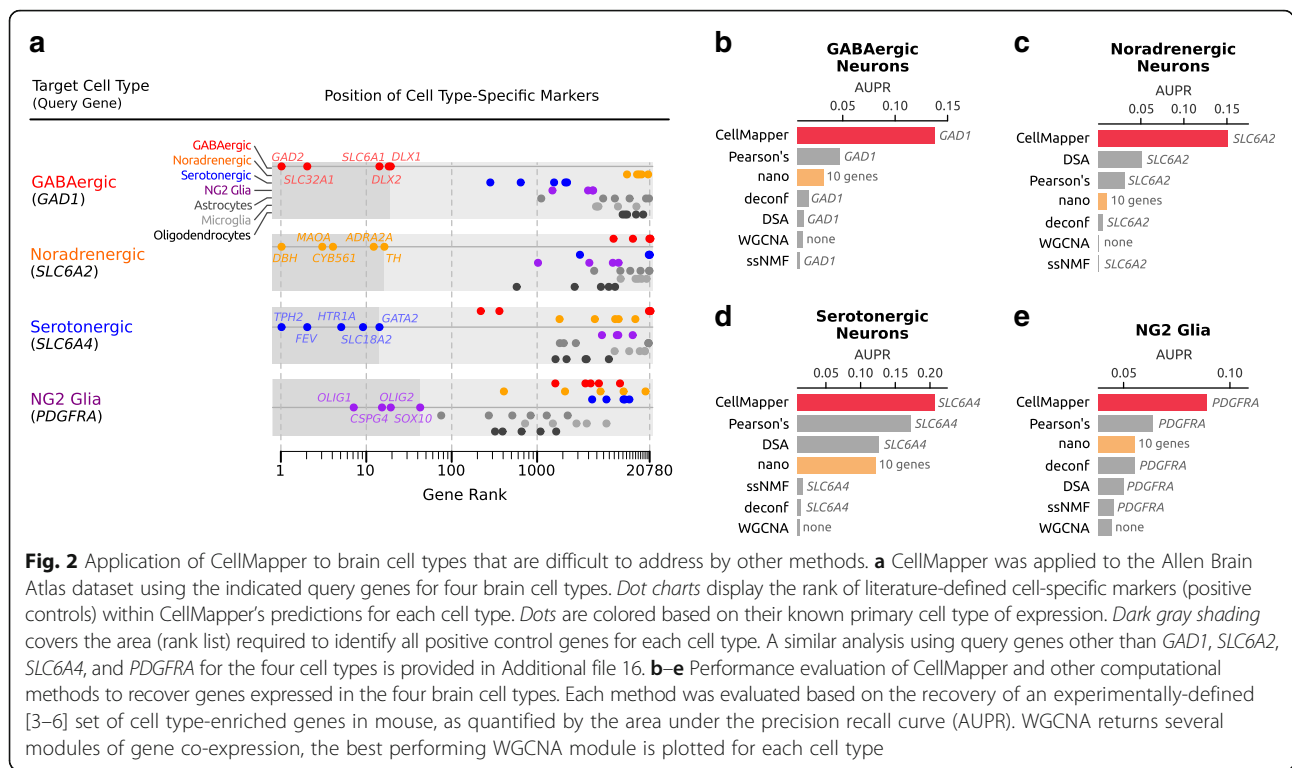 a
Target Cell Type
(Query Gene)
Position of Cell Type-Specific Markers
GABAergic
Noradrenergic
Serotonergic
NG2 Glia
Astrocytes
Microglia
Oligodendrocytes
GABAergic
(GAD1)
GAD2
SLC6A1
DLX1
SLC32A1
DLX2
Noradrenergic
(SLC6A2)
MAOA
ADRA2A
DBH
CYB561
TH
Serotonergic
(SLC6A4)
TPH2
HTR1A
GATA2
FEV
SLC18A2
NG2 Glia
(PDGFRA)
OLIG1
OLIG2
CSPG4
SOX10
1
10
100
1000
20780
Gene Rank
b
GABAergic
Neurons
AUPR
0.05 0.10 0.15
CellMapper GAD1
Pearson's GAD1
nano 10 genes
deconf GAD1
DSA GAD1
WGCNA none
ssNMF GAD1
c
Noradrenergic
Neurons
AUPR
0.05 0.10 0.15
CellMapper SLC6A2
DSA SLC6A2
Pearson's SLC6A2
nano 10 genes
deconf SLC6A2
WGCNA none
ssNMF SLC6A2
d
Serotonergic
Neurons
AUPR
0.05 0.10 0.15 0.20
CellMapper SLC6A4
Pearson's SLC6A4
DSA SLC6A4
nano 10 genes
ssNMF SLC6A4
deconf SLC6A4
WGCNA none
e
NG2 Glia
AUPR
0.05 0.10
CellMapper PDGFRA
Pearson's PDGFRA
nano 10 genes
deconf PDGFRA
DSA PDGFRA
ssNMF PDGFRA
WGCNA none
Fig. 2 Application of CellMapper to brain cell types that are difficult to address by other methods. a CellMapper was applied to the Allen Brain
Atlas dataset using the indicated query genes for four brain cell types. Dot charts display the rank of literature-defined cell-specific markers (positive
controls) within CellMapper's predictions for each cell type. Dots are colored based on their known primary cell type of expression. Dark gray shading
covers the area (rank list) required to identify all positive control genes for each cell type. A similar analysis using query genes other than GAD1, SLC6A2,
SLC6A4, and PDGFRA for the four cell types is provided in Additional file 16. b–e Performance evaluation of CellMapper and other computational
methods to recover genes expressed in the four brain cell types. Each method was evaluated based on the recovery of an experimentally-defined
[3–6] set of cell type-enriched genes in mouse, as quantified by the area under the precision recall curve (AUPR). WGCNA returns several
modules of gene co-expression, the best performing WGCNA module is plotted for each cell type